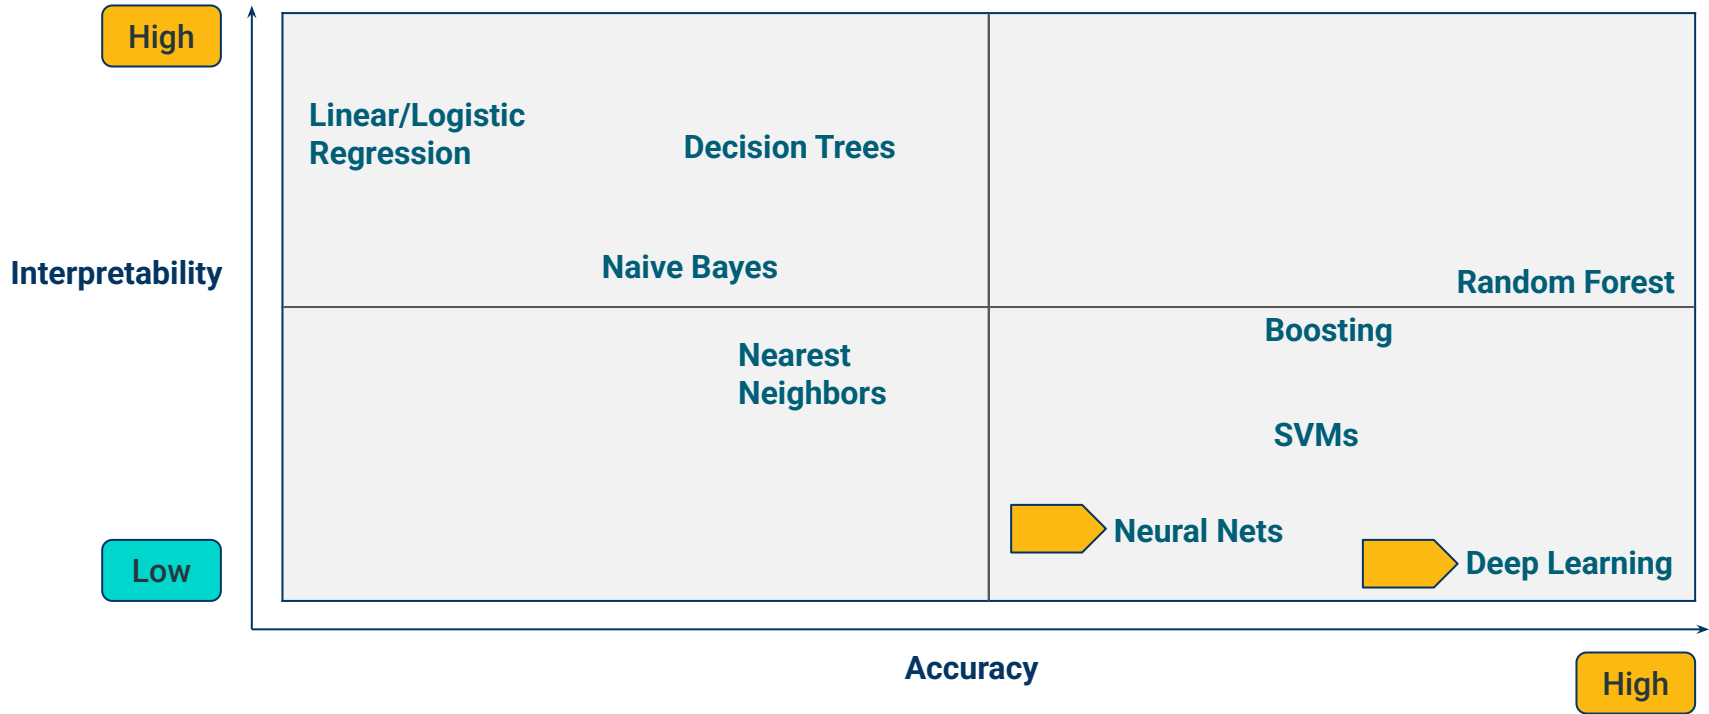 High
Linear/Logistic
Regression
Decision Trees
Interpretability
Naive Bayes
Random Forest
Boosting
Nearest
Neighbors
SVMs
Neural Nets
Low
Deep Learning
Accuracy
High